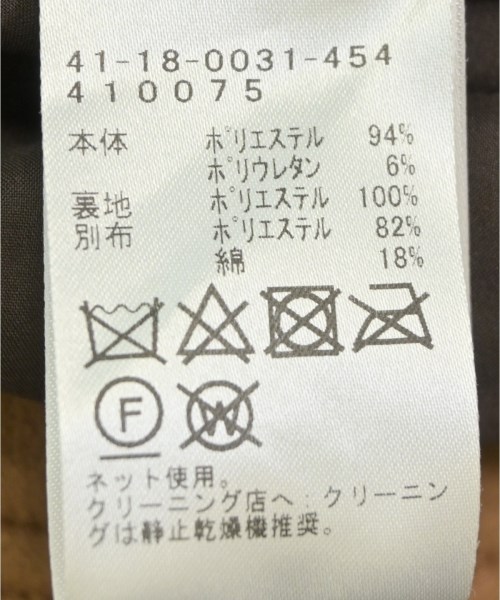 41-18-0031-454
410075
本体 ポリエステル 94%
ポリウレタン 6%
裏地 ポリエステル 100%
別布 ポリエステル 82%
綿 18%
F W
ネット使用。
クリーニング店へ:クリーニン
グは静止乾燥機推奨。